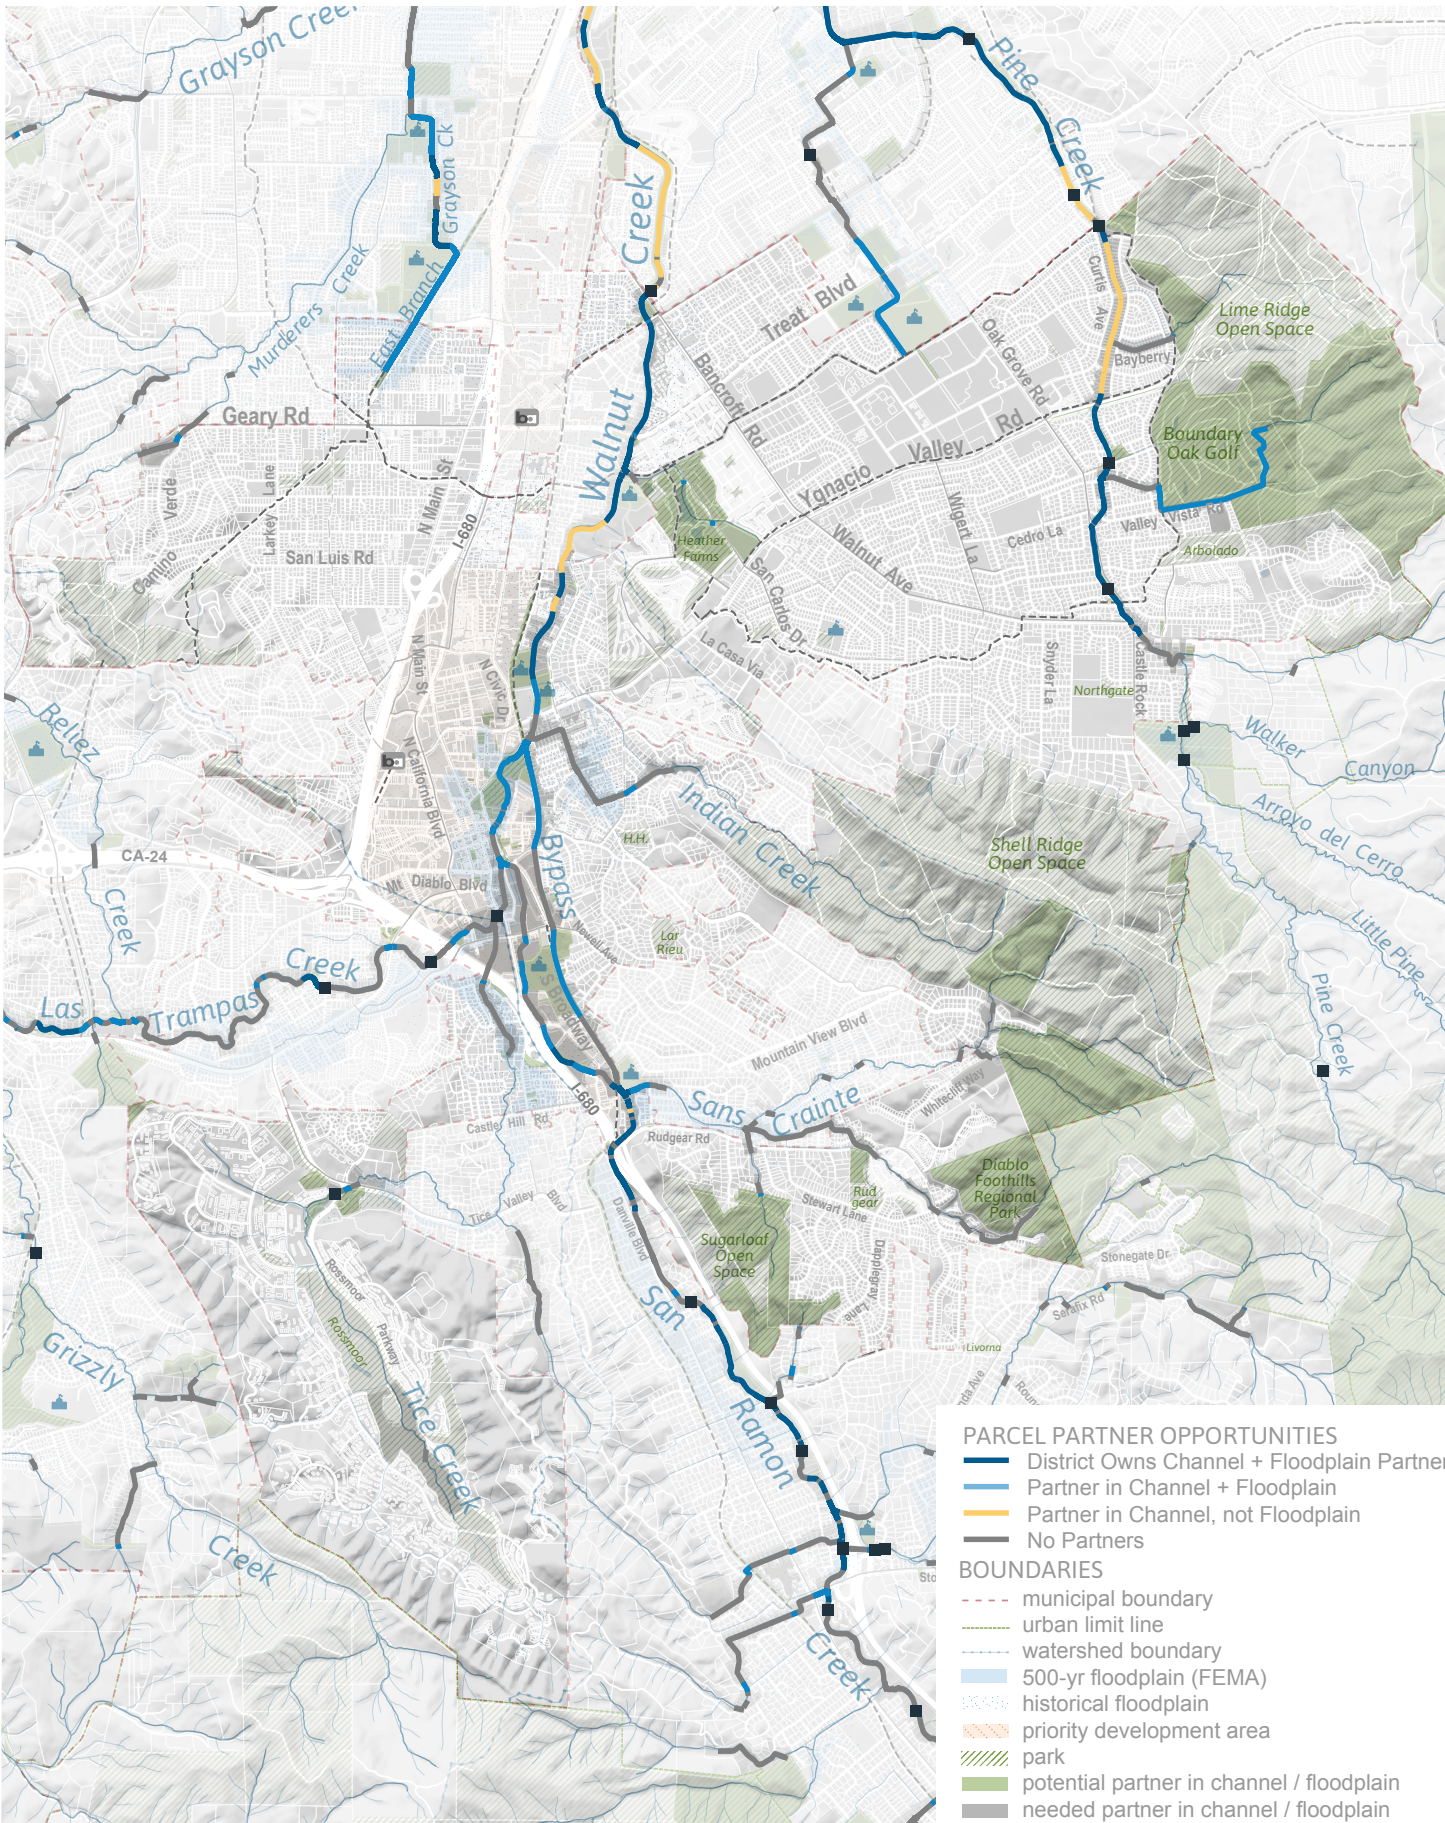 Grayson Creek
Pine
Creek
Grayson Ck
East Branch
Murderers Creek
Creek
Walnut
Treat Blvd
Bancroft Rd
Oak Grove Rd
Curtis Ave
Bayberry
Lime Ridge
Open Space
Boundary
Oak Golf
Geary Rd
Ygnacio Valley Rd
Walnut Ave
Wigert La
Cedro La
Valley Vista Rd
Arbolado
Camino Verde
Larkey Lane
N Main St
I-680
San Luis Rd
Heather
Farms
San Carlos Dr
La Casa Via
N Main St
N Civic Dr
N California Blvd
Snyder La
Northgate
Castle Rock
Reliez
Creek
Walker
Canyon
Arroyo del Cerro
Little Pine
Pine Creek
Indian Creek
H.H.
Shell Ridge
Open Space
Bypass
CA-24
Mt Diablo Blvd
Newell Ave
Lar
Rieu
S Broadway
Las Trampas Creek
Mountain View Blvd
Whitecliff Way
Sans Crainte
I-680
Castle Hill Rd
Rudgear Rd
Diablo
Foothills
Regional
Park
Rud
gear
Stewart Lane
Tice Valley Blvd
Danville Blvd
Sugarloaf
Open
Space
Dapplegray Lane
Stonegate Dr
Serafix Rd
Livorna
Rossmoor Parkway
Rossmoor
Tice Creek
San
Ramon
Creek
Grizzly
Creek
PARCEL PARTNER OPPORTUNITIES
District Owns Channel + Floodplain Partner
Partner in Channel + Floodplain
Partner in Channel, not Floodplain
No Partners
BOUNDARIES
municipal boundary
urban limit line
watershed boundary
500-yr floodplain (FEMA)
historical floodplain
priority development area
park
potential partner in channel / floodplain
needed partner in channel / floodplain